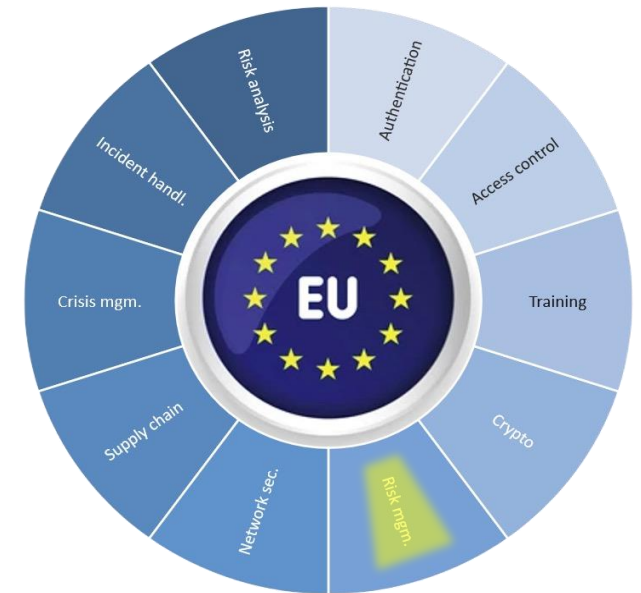 Authentication
Access control
Training
Crypto
Risk mgm.
Network sec.
Supply chain
Crisis mgm.
Incident handl.
Risk analysis
EU